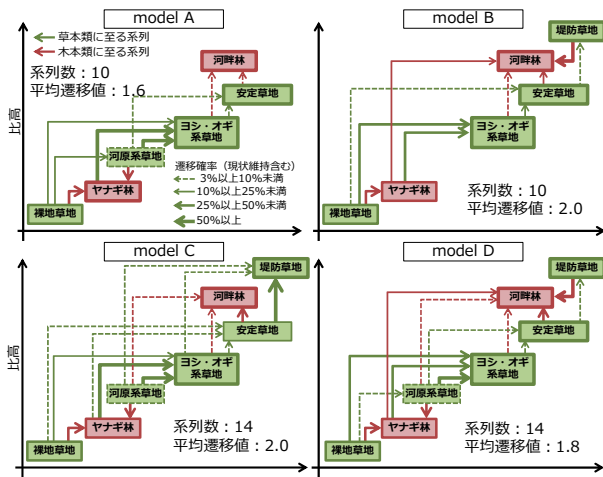 model A
草本類に至る系列
木本類に至る系列
系列数：10
平均遷移値：1.6
河畔林
安定草地
ヨシ・オギ
系草地
河原系草地
ヤナギ林
裸地草地
比高
遷移確率（現状維持含む）
3%以上10%未満
10%以上25%未満
25%以上50%未満
50%以上
model B
堤防草地
河畔林
安定草地
ヨシ・オギ
系草地
ヤナギ林
裸地草地
系列数：10
平均遷移値：2.0
model C
堤防草地
河畔林
安定草地
ヨシ・オギ
系草地
河原系草地
ヤナギ林
裸地草地
比高
系列数：14
平均遷移値：2.0
model D
堤防草地
河畔林
安定草地
ヨシ・オギ
系草地
河原系草地
ヤナギ林
裸地草地
系列数：14
平均遷移値：1.8